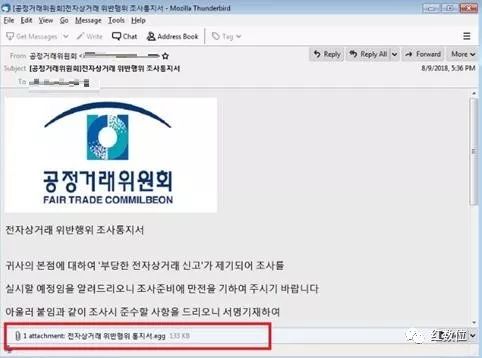 [공정거래위원회]전자상거래 위반행위 조사통지서 - Mozilla Thunderbird
File Edit View Go Message Tools Help
Get Messages Write Chat Address Book Tag
From 공정거래위원회
Reply Reply All Forward More
Subject [공정거래위원회]전자상거래 위반행위 조사통지서 8/9/2018, 5:36 PM
To
공정거래위원회
FAIR TRADE COMMILBEON
전자상거래 위반행위 조사통지서
귀사의 본점에 대하여 '부당한 전자상거래 신고'가 제기되어 조사를
실시할 예정임을 알려드리오니 조사준비에 만전을 기하여 주시기 바랍니다
아울러 붙임과 같이 조사시 준수할 사항을 드리오니 서명기재하여
1 attachment: 전자상거래 위반행위 통지서.egg 133 KB
红数位